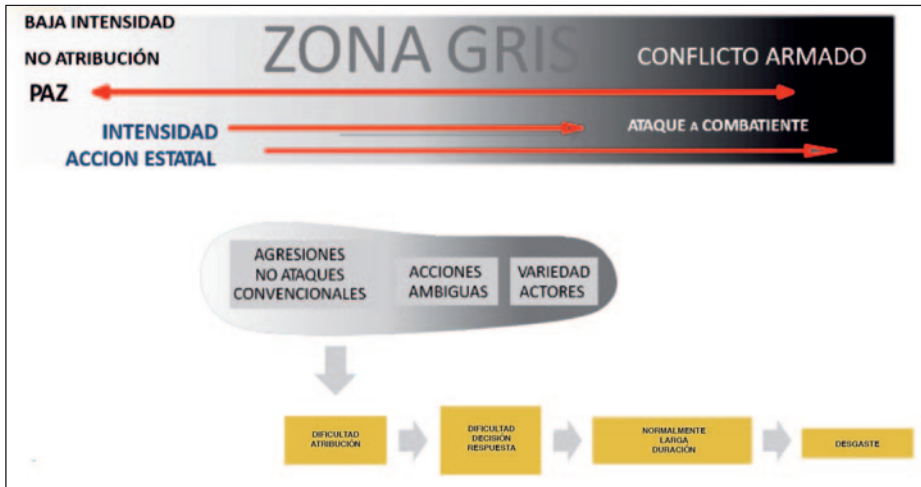 BAJA INTENSIDAD
ZONA GRIS
NO ATRIBUCIÓN
CONFLICTO ARMADO
PAZ
INTENSIDAD
ATAQUE A COMBATIENTE
ACCION ESTATAL
AGRESIONES
NO ATAQUES
CONVENCIONALES
ACCIONES
AMBIGUAS
VARIEDAD
ACTORES
DIFICULTAD
ATRIBUCIÓN
DIFICULTAD
DECISIÓN
RESPUESTA
NORMALMENTE
LARGA
DURACIÓN
DESGASTE